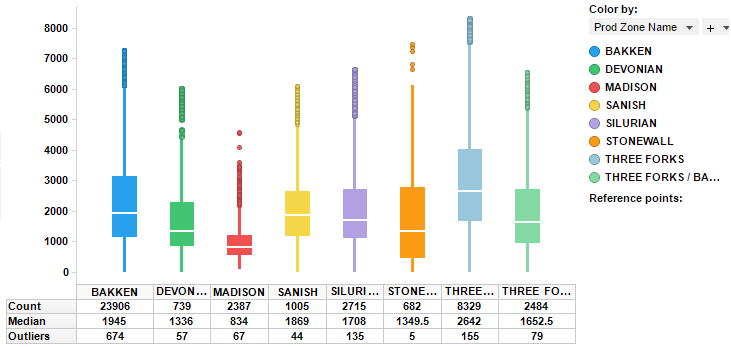 Color by:
Prod Zone Name
+
BAKKEN
DEVONIAN
MADISON
SANISH
SILURIAN
STONEWALL
THREE FORKS
THREE FORKS / BA...
Reference points:
8000
7000
6000
5000
4000
3000
2000
1000
0
BAKKEN DEVON... MADISON SANISH SILURI... STONE... THREE... THREE FO...
Count 23906 739 2387 1005 2715 682 8329 2484
Median 1945 1336 834 1869 1708 1349.5 2642 1652.5
Outliers 674 57 67 44 135 5 155 79